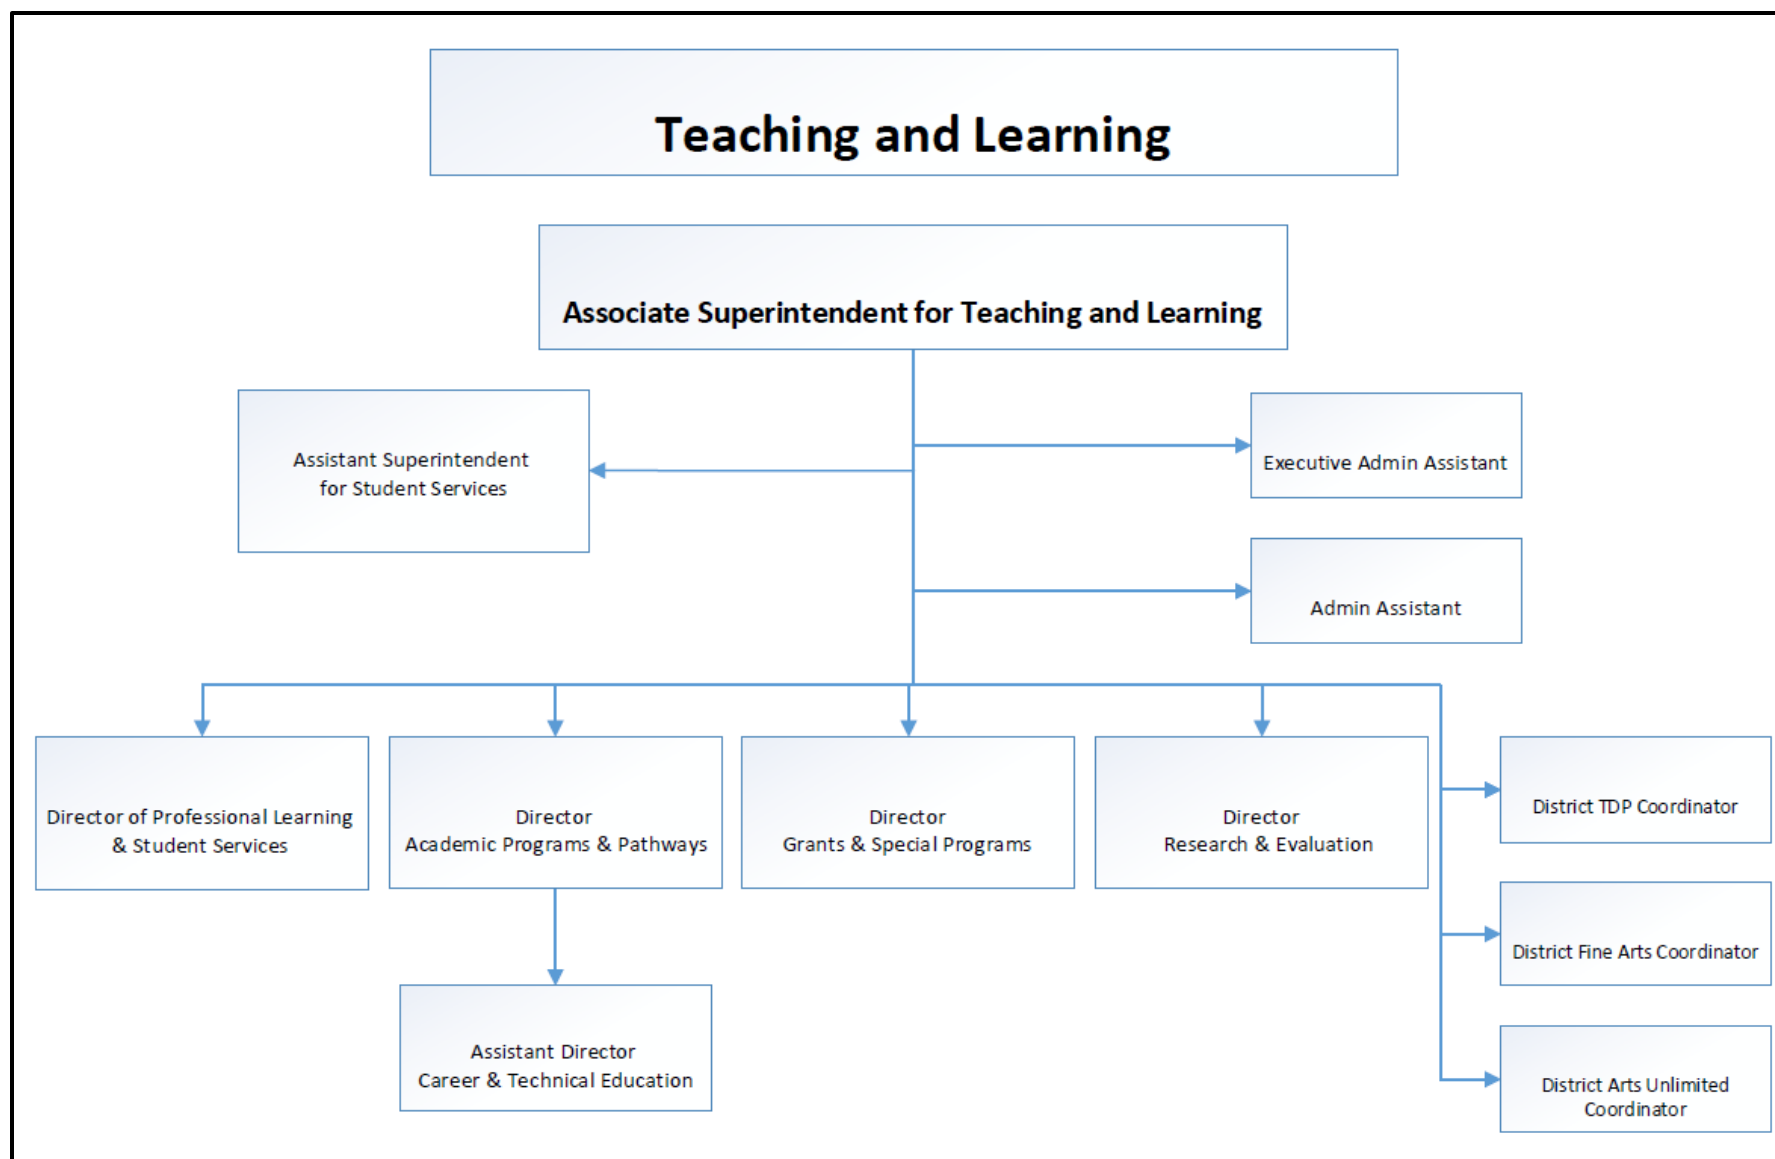 Teaching and Learning
Associate Superintendent for Teaching and Learning
Assistant Superintendent
for Student Services
Executive Admin Assistant
Admin Assistant
Director of Professional Learning
& Student Services
Director
Academic Programs & Pathways
Director
Grants & Special Programs
Director
Research & Evaluation
District TDP Coordinator
District Fine Arts Coordinator
Assistant Director
Career & Technical Education
District Arts Unlimited
Coordinator